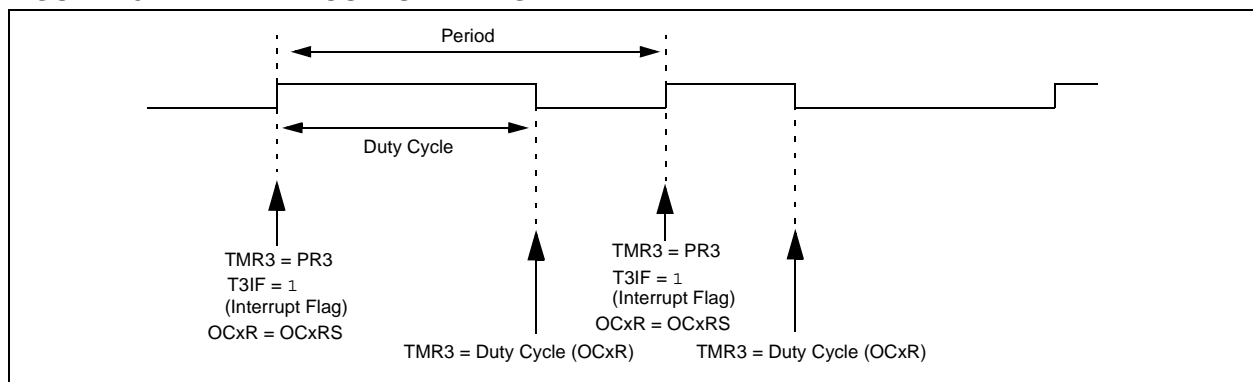 Period
Duty Cycle
TMR3 = PR3
T3IF = 1
(Interrupt Flag)
OCxR = OCxRS
TMR3 = Duty Cycle (OCxR)
TMR3 = PR3
T3IF = 1
(Interrupt Flag)
OCxR = OCxRS
TMR3 = Duty Cycle (OCxR)